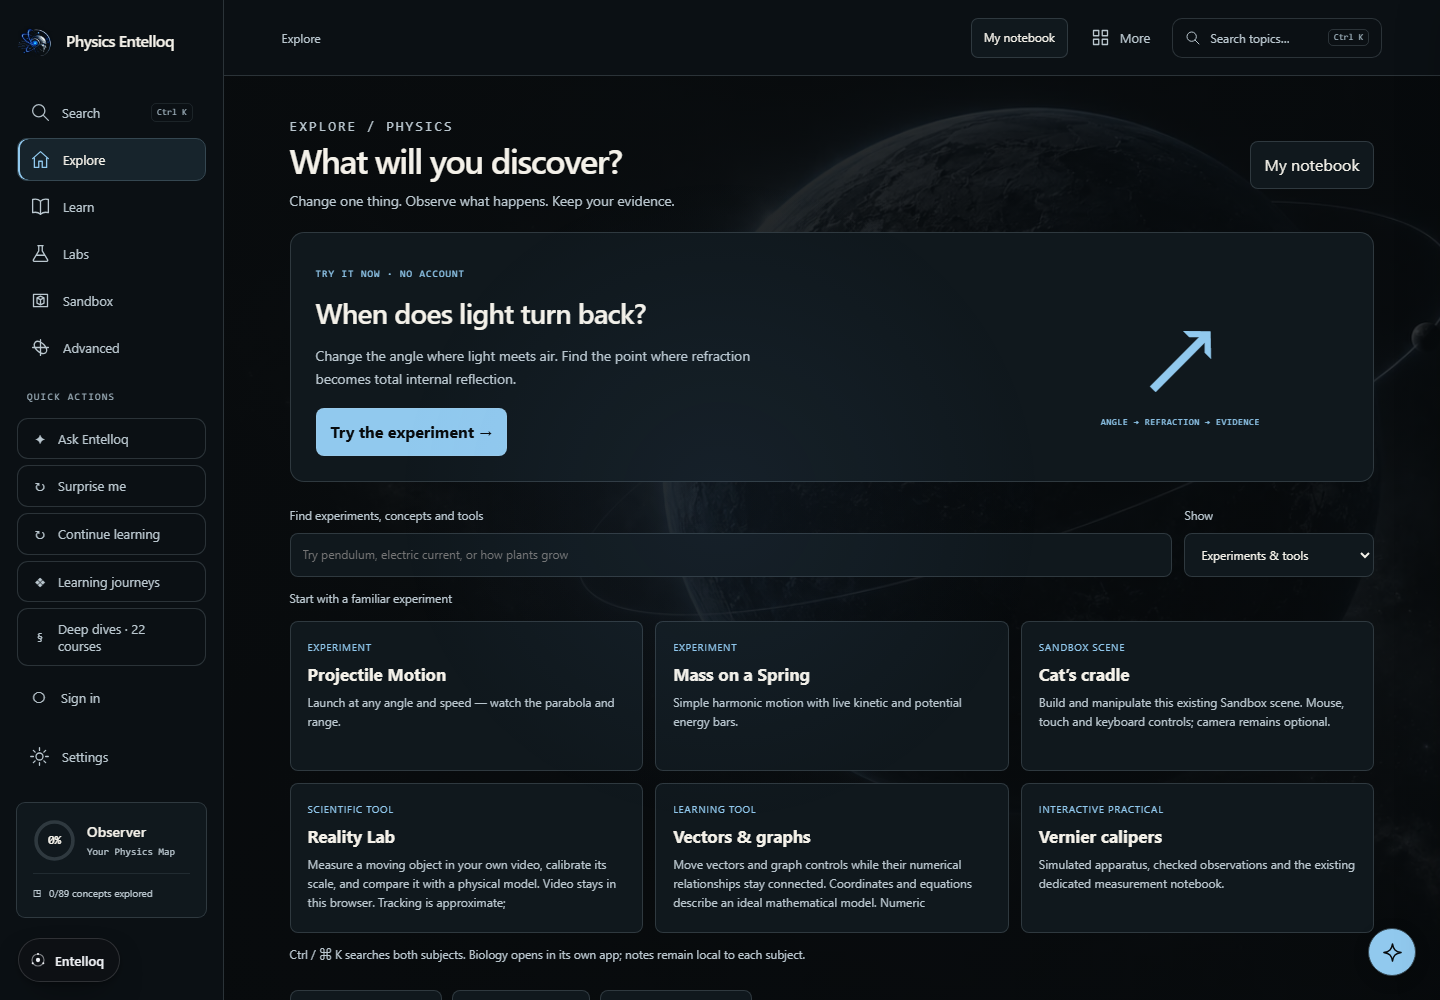 Physics Entelloq
Search
Ctrl K
Explore
Learn
Labs
Sandbox
Advanced
QUICK ACTIONS
Ask Entelloq
Surprise me
Continue learning
Learning journeys
Deep dives · 22
courses
Sign in
Settings
0%
Observer
Your Physics Map
0/89 concepts explored
Entelloq
Explore
My notebook
More
Search topics...
Ctrl K
EXPLORE / PHYSICS
What will you discover?
Change one thing. Observe what happens. Keep your evidence.
My notebook
TRY IT NOW · NO ACCOUNT
When does light turn back?
Change the angle where light meets air. Find the point where refraction
becomes total internal reflection.
Try the experiment →
ANGLE → REFRACTION → EVIDENCE
Find experiments, concepts and tools
Show
Try pendulum, electric current, or how plants grow
Experiments & tools
Start with a familiar experiment
EXPERIMENT
Projectile Motion
Launch at any angle and speed — watch the parabola and
range.
EXPERIMENT
Mass on a Spring
Simple harmonic motion with live kinetic and potential
energy bars.
SANDBOX SCENE
Cat’s cradle
Build and manipulate this existing Sandbox scene. Mouse,
touch and keyboard controls; camera remains optional.
SCIENTIFIC TOOL
Reality Lab
Measure a moving object in your own video, calibrate its
scale, and compare it with a physical model. Video stays in
this browser. Tracking is approximate;
LEARNING TOOL
Vectors & graphs
Move vectors and graph controls while their numerical
relationships stay connected. Coordinates and equations
describe an ideal mathematical model. Numeric
INTERACTIVE PRACTICAL
Vernier calipers
Simulated apparatus, checked observations and the existing
dedicated measurement notebook.
Ctrl / ⌘ K searches both subjects. Biology opens in its own app; notes remain local to each subject.